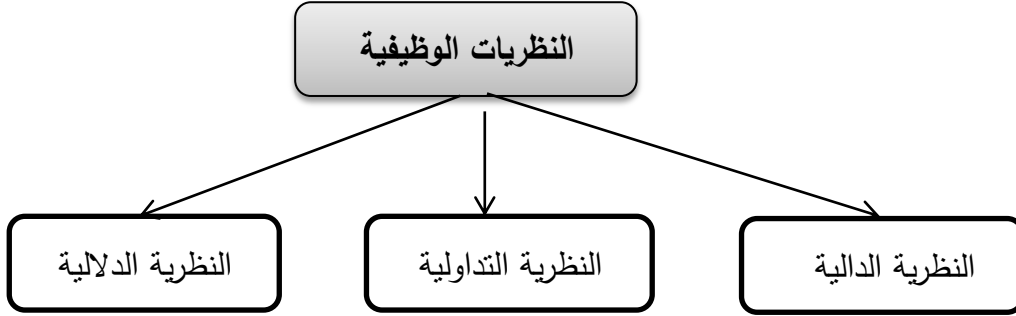 النظريات الوظيفية
النظرية الدالية
النظرية التداولية
النظرية الدلالية